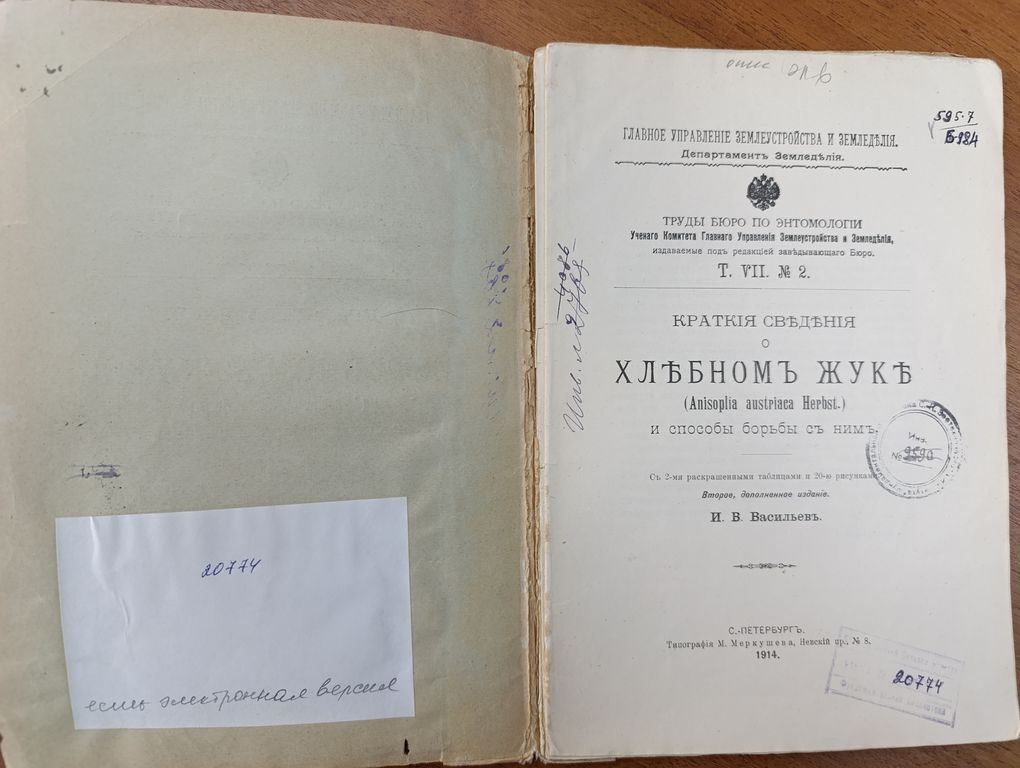 20774
есть электронная версия
595.7
ГЛАВНОЕ УПРАВЛЕНІЕ ЗЕМЛЕУСТРОЙСТВА И ЗЕМЛЕДѢЛІЯ.
Департаментъ Земледѣлія.
ТРУДЫ БЮРО ПО ЭНТОМОЛОГІИ
Ученаго Комитета Главнаго Управленія Землеустройства и Земледѣлія,
издаваемые подъ редакціей завѣдывающаго Бюро.
Т. VII. № 2.
КРАТКІЯ СВѢДѢНІЯ
О
ХЛѢБНОМЪ ЖУКѢ
(Anisoplia austriaca Herbst.)
И СПОСОБЫ БОРЬБЫ СЪ НИМЪ.
Инв.
№ 9590
Съ 2-мя раскрашенными таблицами и 20-ю рисунками
Второе, дополненное изданіе.
И. В. Васильевъ.
С.-ПЕТЕРБУРГЪ.
Типографія М. Меркушева, Невскій пр., № 8.
1914.
20774